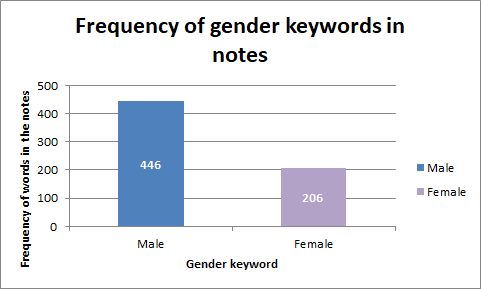 Frequency of gender keywords in
notes
Frequency of words in the notes
500
400
300
200
100
0
446
206
Male
Female
Gender keyword
Male
Female